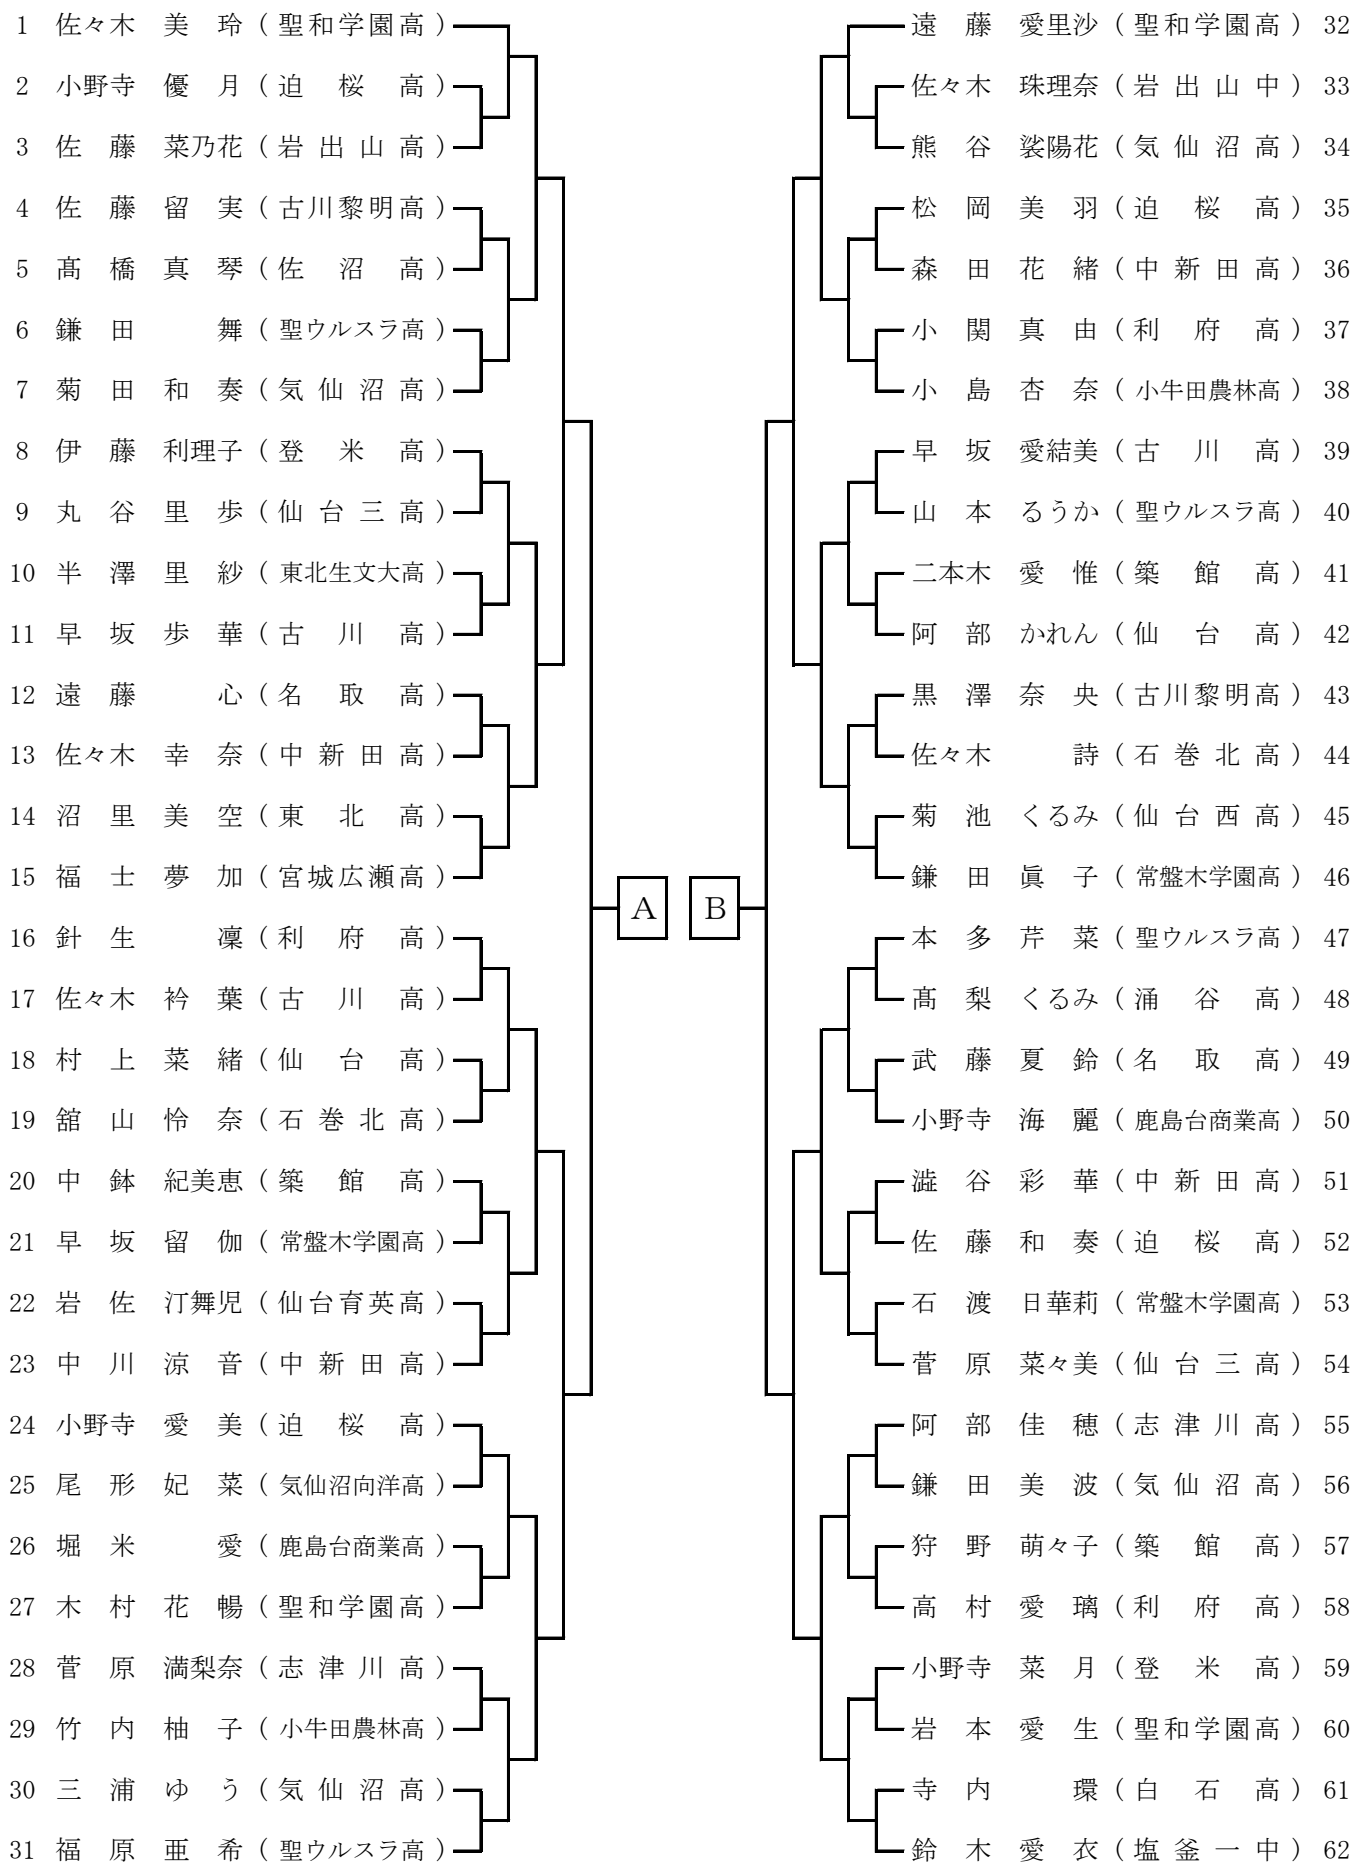 1 佐々木 美 玲 ( 聖和学園高 )
2 小野寺 優 月 ( 迫 桜 高 )
3 佐 藤 菜乃花 ( 岩 出 山 高 )
4 佐 藤 留 実 ( 古川黎明高 )
5 髙 橋 真 琴 ( 佐 沼 高 )
6 鎌 田 舞 ( 聖ウルスラ高 )
7 菊 田 和 奏 ( 気 仙 沼 高 )
8 伊 藤 利理子 ( 登 米 高 )
9 丸 谷 里 歩 ( 仙 台 三 高 )
10 半 澤 里 紗 ( 東北生文大高 )
11 早 坂 歩 華 ( 古 川 高 )
12 遠 藤 心 ( 名 取 高 )
13 佐々木 幸 奈 ( 中 新 田 高 )
14 沼 里 美 空 ( 東 北 高 )
15 福 士 夢 加 ( 宮城広瀬高 )
16 針 生 凜 ( 利 府 高 )
17 佐々木 衿 葉 ( 古 川 高 )
18 村 上 菜 緒 ( 仙 台 高 )
19 舘 山 怜 奈 ( 石 巻 北 高 )
20 中 鉢 紀美恵 ( 築 館 高 )
21 早 坂 留 伽 ( 常盤木学園高 )
22 岩 佐 汀舞児 ( 仙台育英高 )
23 中 川 涼 音 ( 中 新 田 高 )
24 小野寺 愛 美 ( 迫 桜 高 )
25 尾 形 妃 菜 ( 気仙沼向洋高 )
26 堀 米 愛 ( 鹿島台商業高 )
27 木 村 花 暢 ( 聖和学園高 )
28 菅 原 満梨奈 ( 志 津 川 高 )
29 竹 内 柚 子 ( 小牛田農林高 )
30 三 浦 ゆ う ( 気 仙 沼 高 )
31 福 原 亜 希 ( 聖ウルスラ高 )
A
B
遠 藤 愛里沙 ( 聖和学園高 ) 32
佐々木 珠理奈 ( 岩 出 山 中 ) 33
熊 谷 裟陽花 ( 気 仙 沼 高 ) 34
松 岡 美 羽 ( 迫 桜 高 ) 35
森 田 花 緒 ( 中 新 田 高 ) 36
小 関 真 由 ( 利 府 高 ) 37
小 島 杏 奈 ( 小牛田農林高 ) 38
早 坂 愛結美 ( 古 川 高 ) 39
山 本 るうか ( 聖ウルスラ高 ) 40
二本木 愛 惟 ( 築 館 高 ) 41
阿 部 かれん ( 仙 台 高 ) 42
黒 澤 奈 央 ( 古川黎明高 ) 43
佐々木 詩 ( 石 巻 北 高 ) 44
菊 池 くるみ ( 仙 台 西 高 ) 45
鎌 田 眞 子 ( 常盤木学園高 ) 46
本 多 芹 菜 ( 聖ウルスラ高 ) 47
髙 梨 くるみ ( 涌 谷 高 ) 48
武 藤 夏 鈴 ( 名 取 高 ) 49
小野寺 海 麗 ( 鹿島台商業高 ) 50
澁 谷 彩 華 ( 中 新 田 高 ) 51
佐 藤 和 奏 ( 迫 桜 高 ) 52
石 渡 日華莉 ( 常盤木学園高 ) 53
菅 原 菜々美 ( 仙 台 三 高 ) 54
阿 部 佳 穂 ( 志 津 川 高 ) 55
鎌 田 美 波 ( 気 仙 沼 高 ) 56
狩 野 萌々子 ( 築 館 高 ) 57
高 村 愛 璃 ( 利 府 高 ) 58
小野寺 菜 月 ( 登 米 高 ) 59
岩 本 愛 生 ( 聖和学園高 ) 60
寺 内 環 ( 白 石 高 ) 61
鈴 木 愛 衣 ( 塩 釜 一 中 ) 62